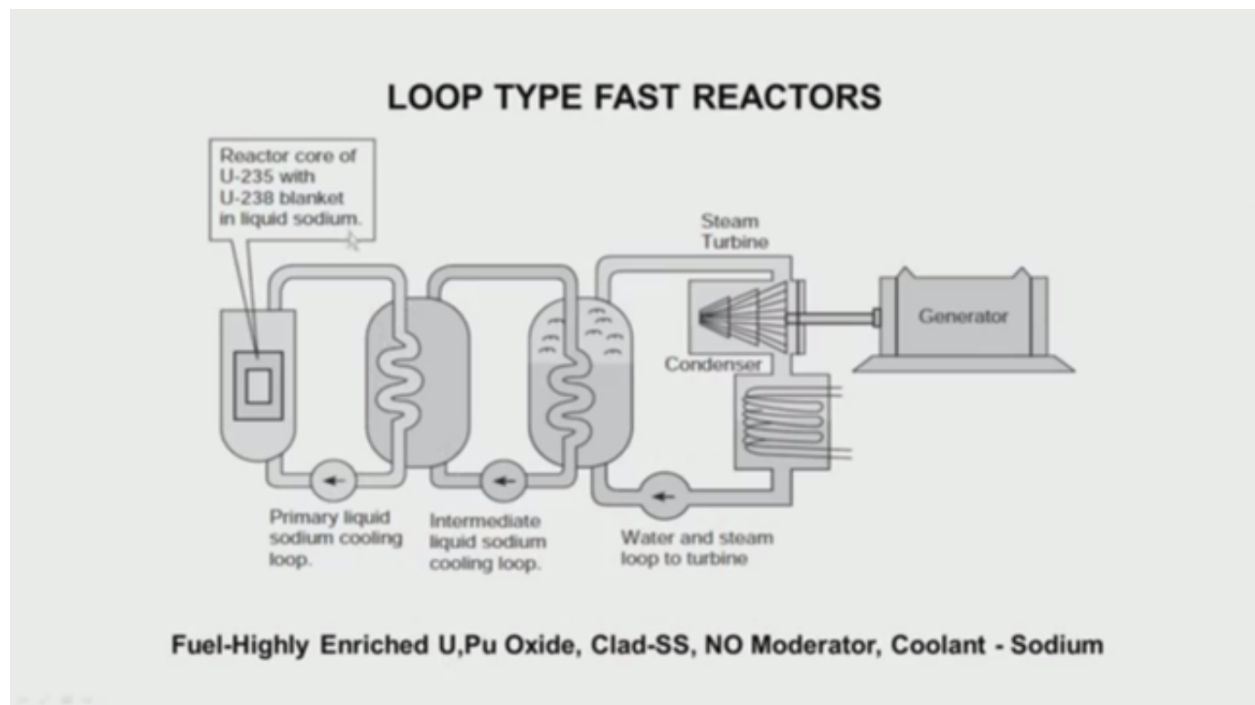 LOOP TYPE FAST REACTORS
Reactor core of
U-235 with
U-238 blanket
in liquid sodium.
Steam
Turbine
Generator
Condenser
Primary liquid
sodium cooling
loop.
Intermediate
liquid sodium
cooling loop.
Water and steam
loop to turbine
Fuel-Highly Enriched U,Pu Oxide, Clad-SS, NO Moderator, Coolant - Sodium